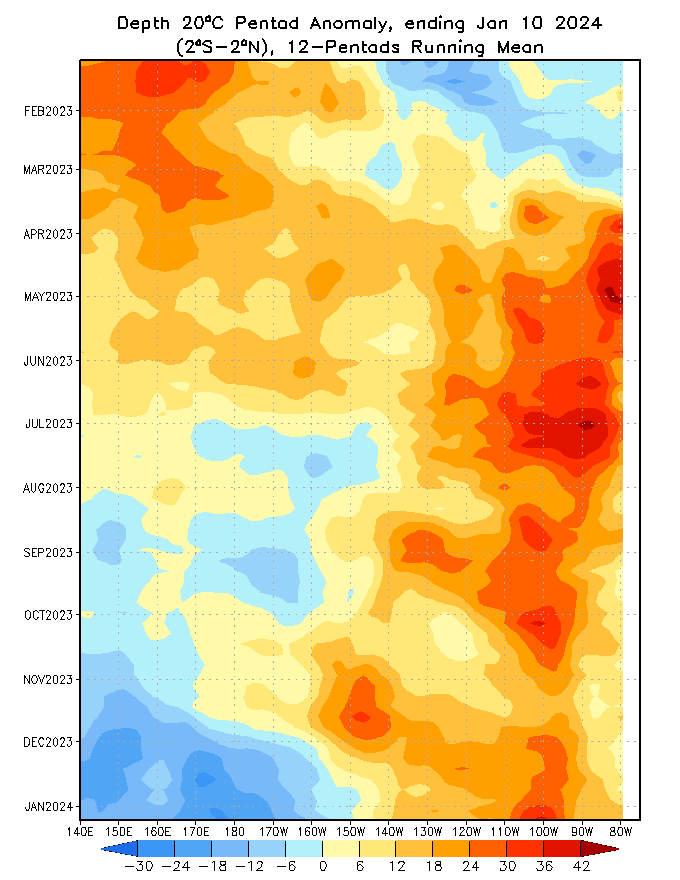 Depth 20°C Pentad Anomaly, ending Jan 10 2024
(2°S-2°N), 12-Pentads Running Mean
FEB2023
MAR2023
APR2023
MAY2023
JUN2023
JUL2023
AUG2023
SEP2023
OCT2023
NOV2023
DEC2023
JAN2024
140E 150E 160E 170E 180 170W 160W 150W 140W 130W 120W 110W 100W 90W 80W
-30 -24 -18 -12 -6 0 6 12 18 24 30 36 42